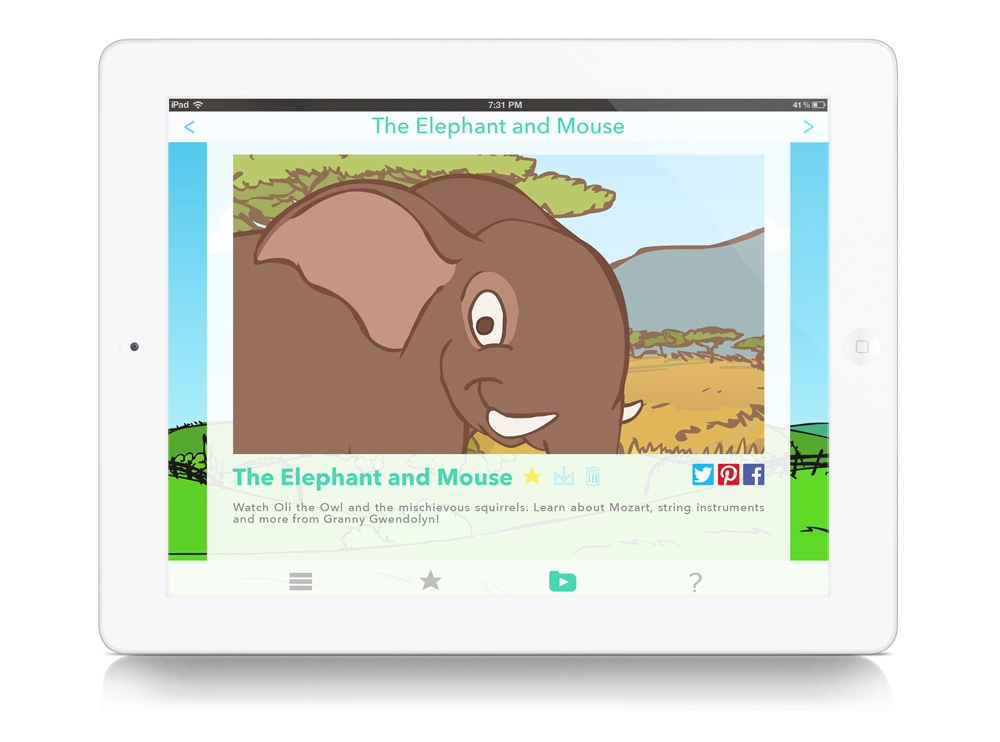 iPad 7:31 PM 41%
< The Elephant and Mouse >
The Elephant and Mouse
Watch Oli the Owl and the mischievous squirrels. Learn about Mozart, string instruments
and more from Granny Gwendolyn!
?